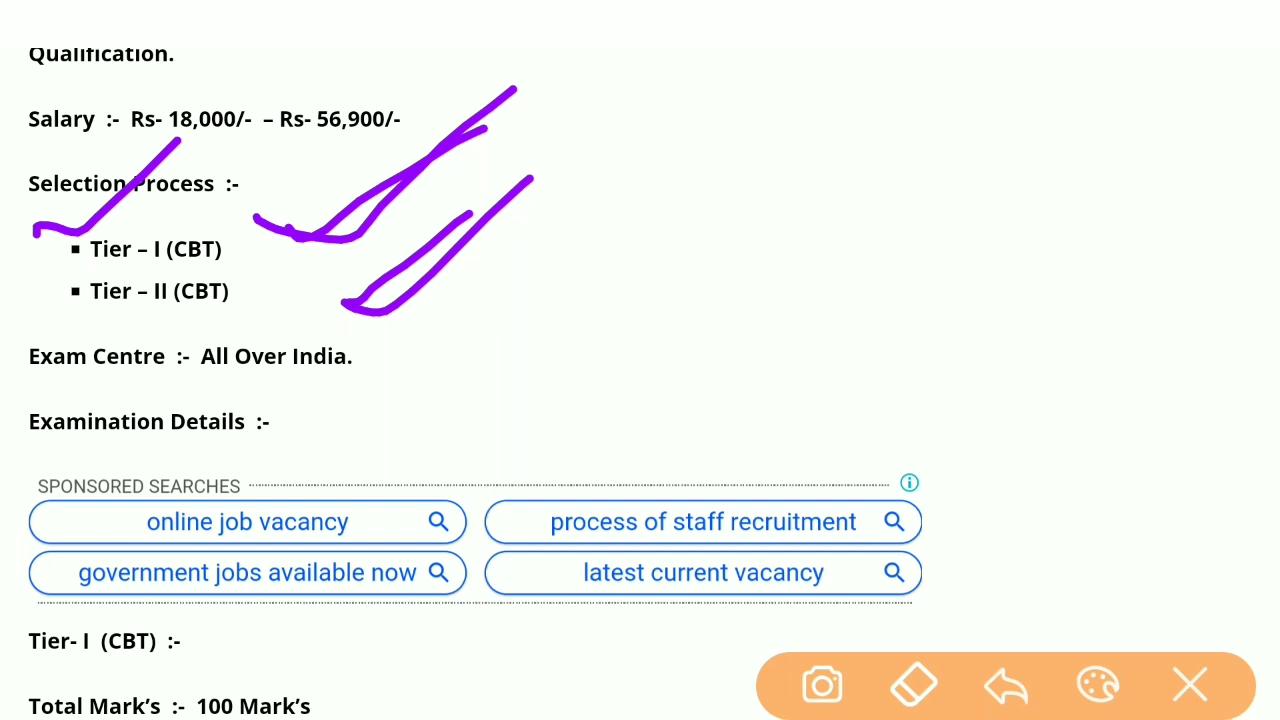 Qualification.
Salary :- Rs- 18,000/- – Rs- 56,900/-
Selection Process :-
▪ Tier – I (CBT)
▪ Tier – II (CBT)
Exam Centre :- All Over India.
Examination Details :-
SPONSORED SEARCHES
online job vacancy
process of staff recruitment
government jobs available now
latest current vacancy
Tier- I (CBT) :-
Total Mark’s :- 100 Mark’s